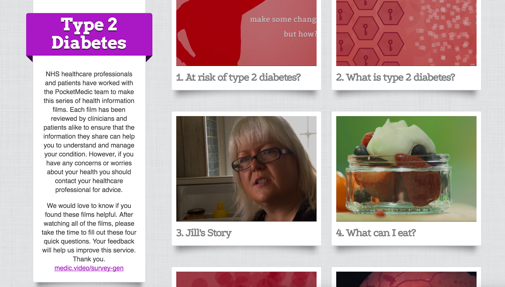 Type 2
Diabetes
NHS healthcare professionals
and patients have worked with
the PocketMedic team to make
this series of health information
films. Each film has been
reviewed by clinicians and
patients alike to ensure that the
information they share can help
you to understand and manage
your condition. However, if you
have any concerns or worries
about your health you should
contact your healthcare
professional for advice.
We would love to know if you
found these films helpful. After
watching all of the films, please
take the time to fill out these four
quick questions. Your feedback
will help us improve this service.
Thank you.
medic.video/survey-gen
make some chang
but how?
1. At risk of type 2 diabetes?
2. What is type 2 diabetes?
3. Jill's Story
4. What can I eat?